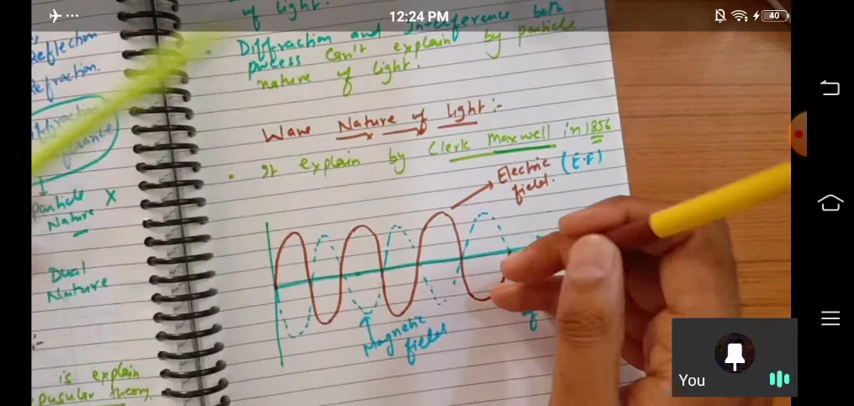 12:24 PM
40
of light.
Reflection
Refraction.
Particle X
Nature
Dual
Nature
is explain
puscular theory.
Diffraction and interference both
process can't explain by particle
nature of light.
Wave Nature of light :-
It explain by Clerk Maxwell in 1856
Electric (E.F)
field.
Magnetic
field
You